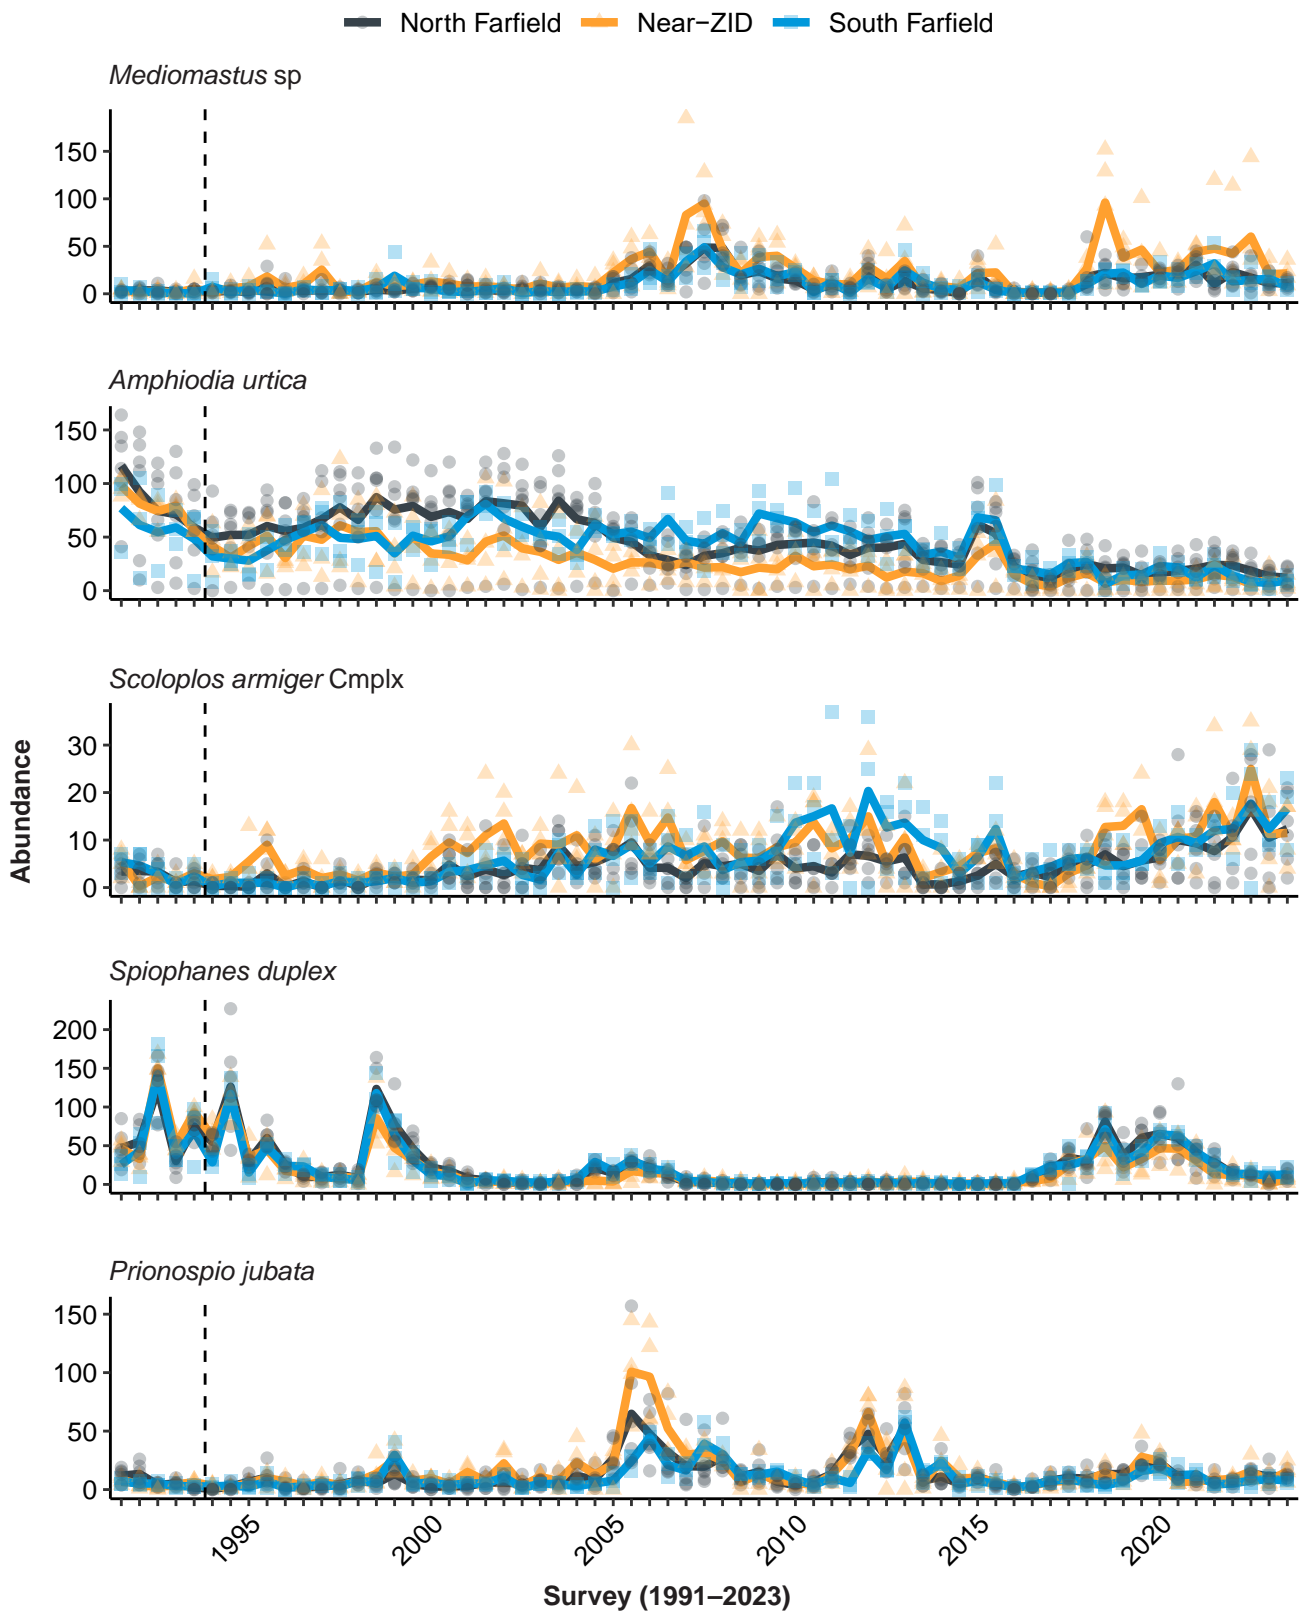 North Farfield Near−ZID South Farfield
Mediomastus sp
150
100
50
0
Amphiodia urtica
150
100
50
0
Scoloplos armiger Cmplx
30
20
10
0
Abundance
Spiophanes duplex
200
150
100
50
0
Prionospio jubata
150
100
50
0
1995 2000 2005 2010 2015 2020
Survey (1991–2023)